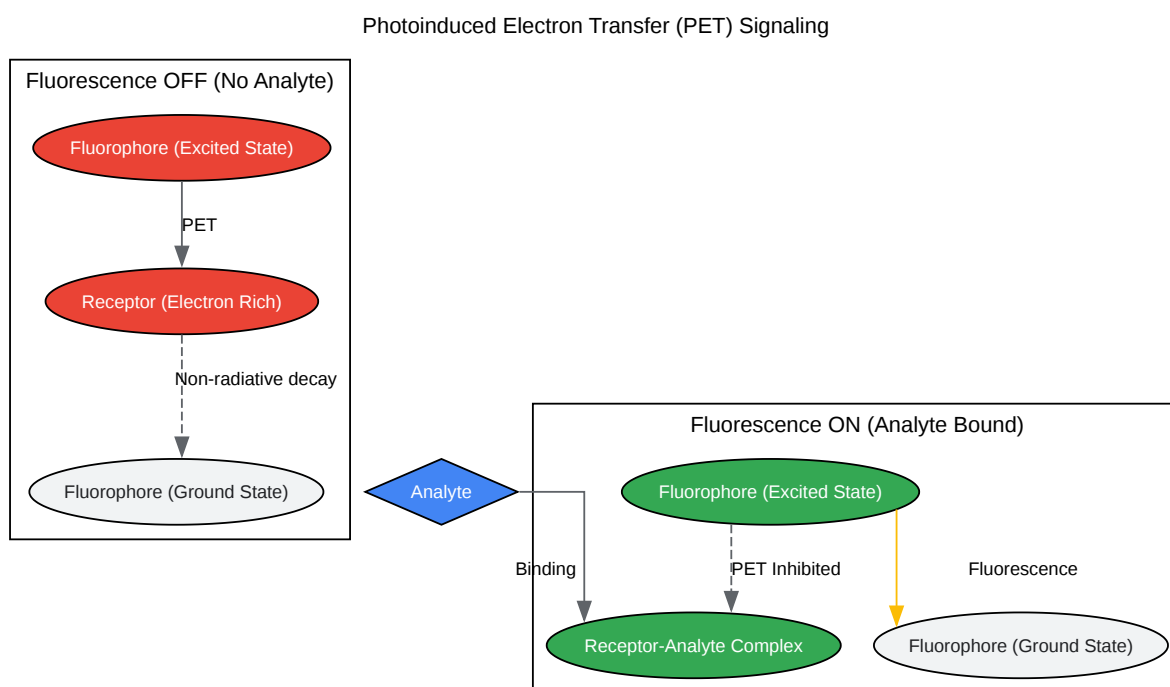 Photoinduced Electron Transfer (PET) Signaling
Fluorescence OFF (No Analyte)
Fluorophore (Excited State)
PET
Receptor (Electron Rich)
Non-radiative decay
Fluorophore (Ground State)
Analyte
Binding
Fluorescence ON (Analyte Bound)
Fluorophore (Excited State)
PET Inhibited
Fluorescence
Receptor-Analyte Complex
Fluorophore (Ground State)